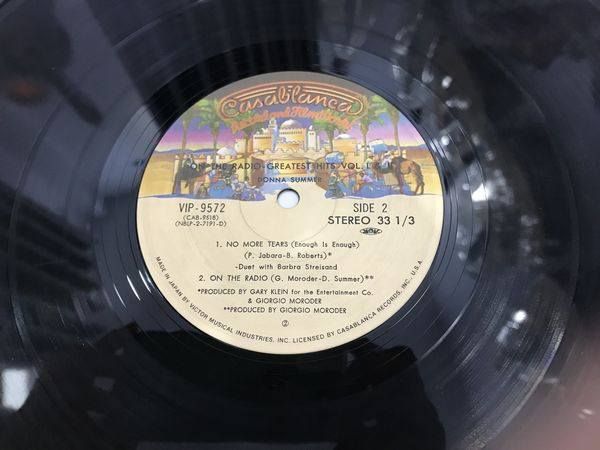 Casablanca
Record and FilmWorks
ON THE RADIO-GREATEST HITS VOL.
DONNA SUMMER
VIP-9572
(CAB-9518)
(NBLP-2-7191-D)
SIDE 2
STEREO 33 1/3
1. NO MORE TEARS (Enough Is Enough)
(P. Jabara-B. Roberts)*
-Duet with Barbra Streisand
2. ON THE RADIO (G. Moroder-D. Summer)**
*PRODUCED BY GARY KLEIN for the Entertainment Co.
& GIORGIO MORODER
**PRODUCED BY GIORGIO MORODER
②
MADE IN JAPAN BY VICTOR MUSICAL INDUSTRIES, INC. LICENSED BY CASABLANCA RECORDS, INC., U.S.A.